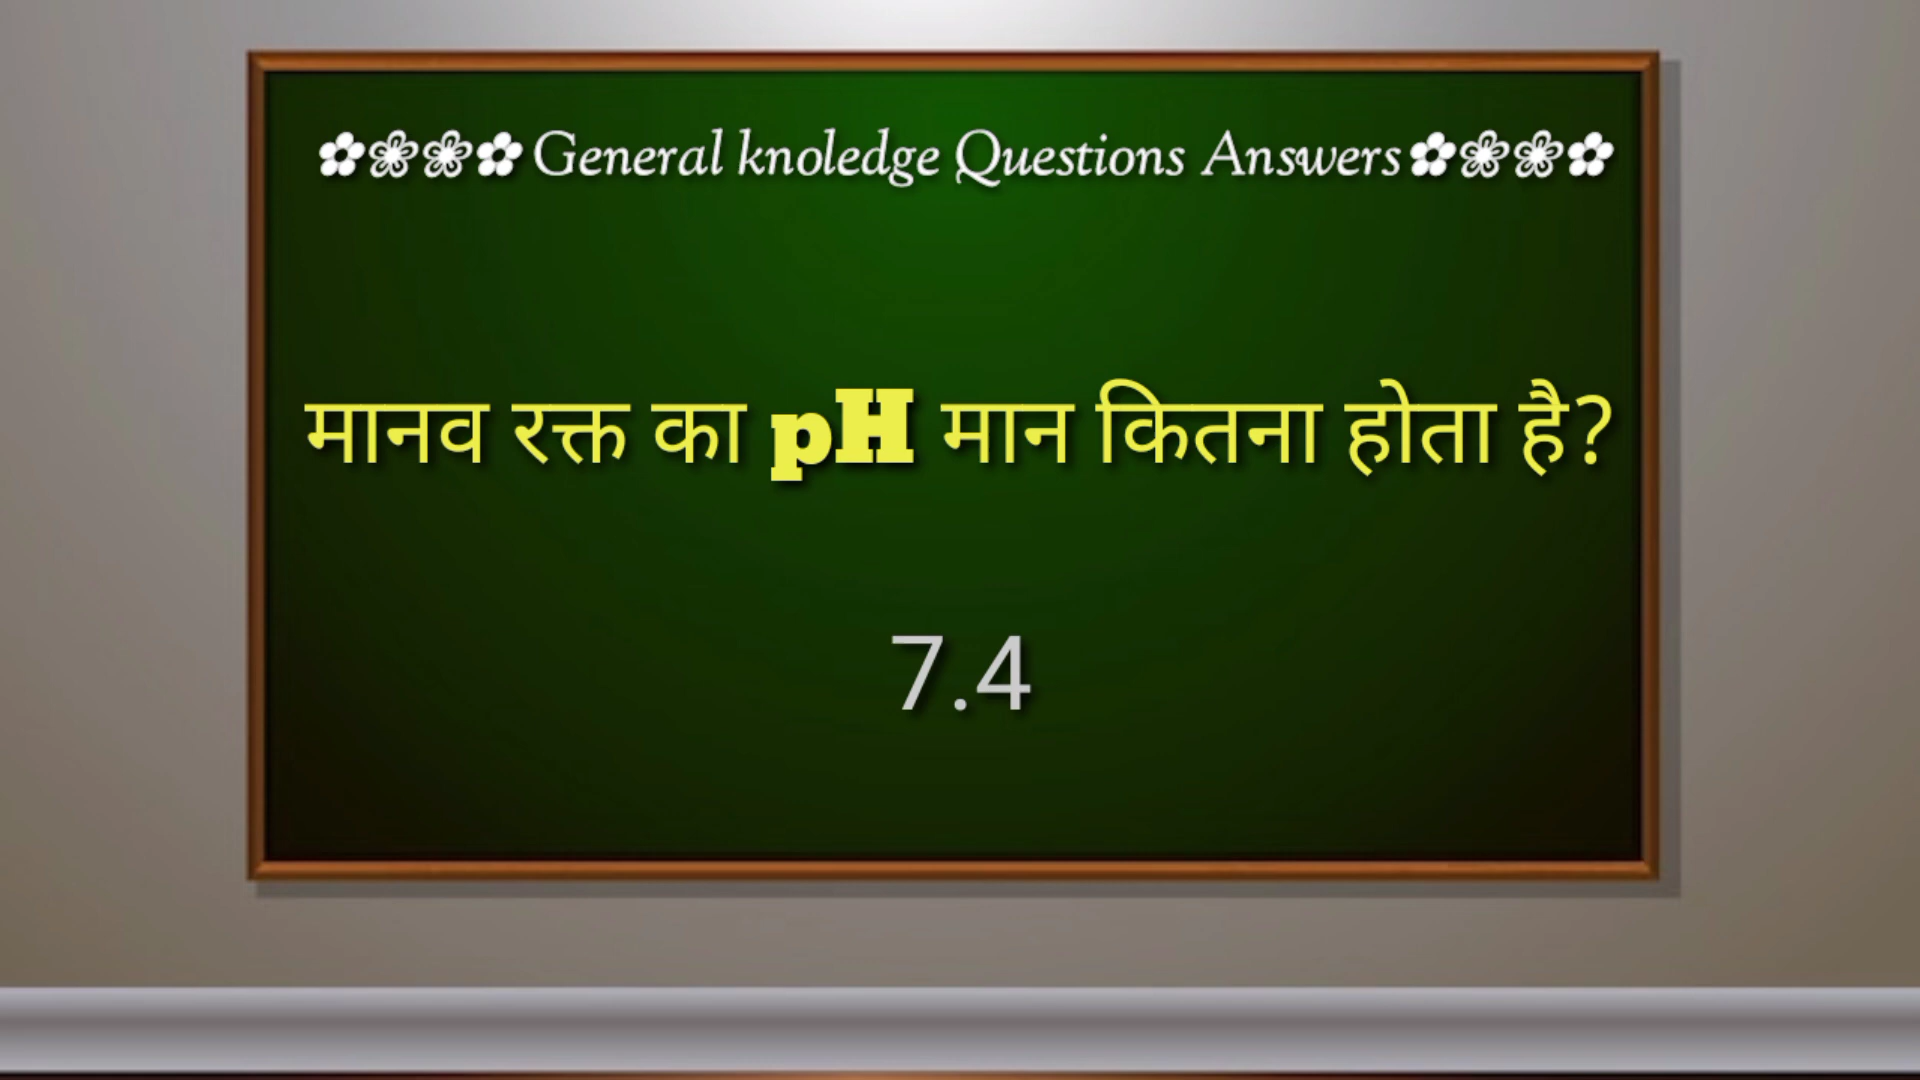 ✿❀❀✿ General knoledge Questions Answers ✿❀❀✿
मानव रक्त का pH मान कितना होता है?
7.4